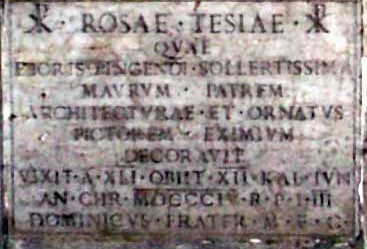 ☧ · ROSAE · TESIAE · ☧
QVAE
EBORIS · PINGENDI · SOLLERTISSIMA
MAVRVM · PATREM
ARCHITECTVRAE · ET · ORNATVS
PICTOREM · EXIMIVM
DECORAVIT
VIXIT · A · XLI · OBIIT · XII · KAL · IVN
AN · CHR · MDCCCIV · R · P · I · III
DOMINICVS · FRATER · M · F · C